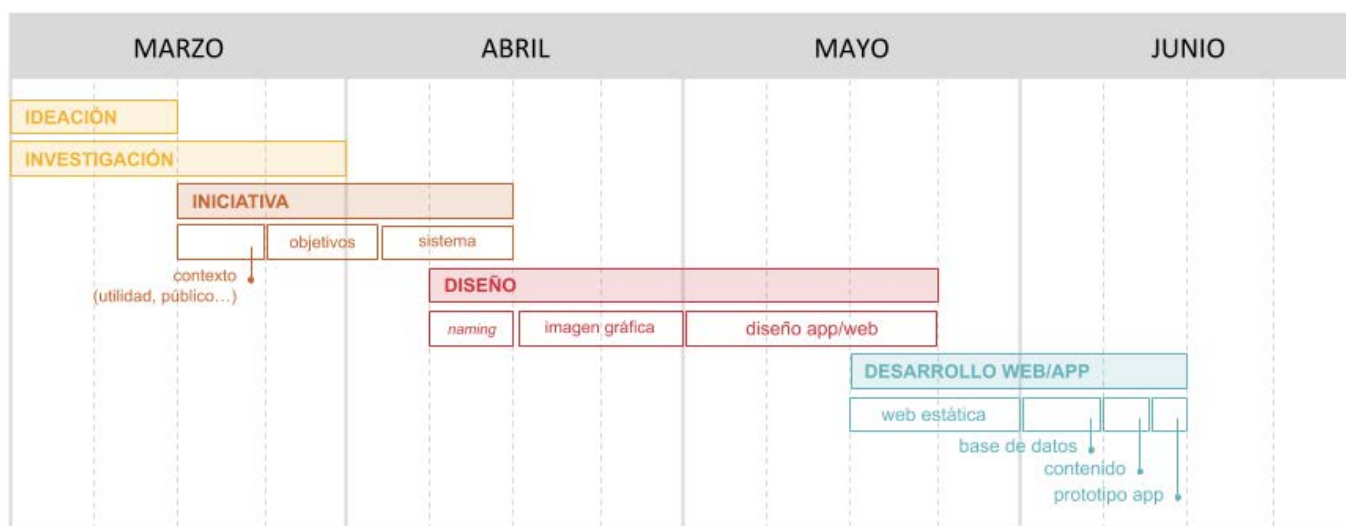 MARZO
ABRIL
MAYO
JUNIO
IDEACIÓN
INVESTIGACIÓN
INICIATIVA
objetivos
sistema
contexto
(utilidad, público...)
DISEÑO
naming
imagen gráfica
diseño app/web
DESARROLLO WEB/APP
web estática
base de datos
contenido
prototipo app